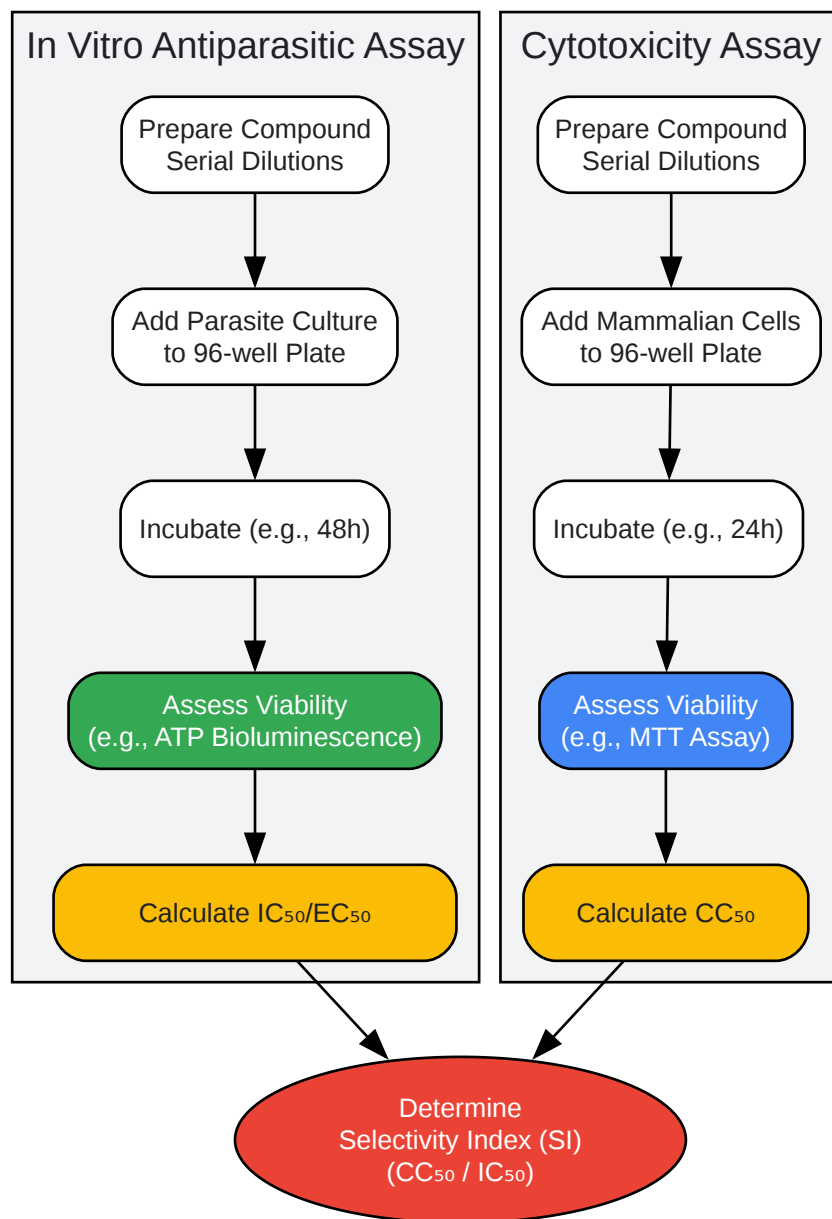 In Vitro Antiparasitic Assay
Prepare Compound
Serial Dilutions
Add Parasite Culture
to 96-well Plate
Incubate (e.g., 48h)
Assess Viability
(e.g., ATP Bioluminescence)
Calculate IC₅₀/EC₅₀
Cytotoxicity Assay
Prepare Compound
Serial Dilutions
Add Mammalian Cells
to 96-well Plate
Incubate (e.g., 24h)
Assess Viability
(e.g., MTT Assay)
Calculate CC₅₀
Determine
Selectivity Index (SI)
(CC₅₀ / IC₅₀)